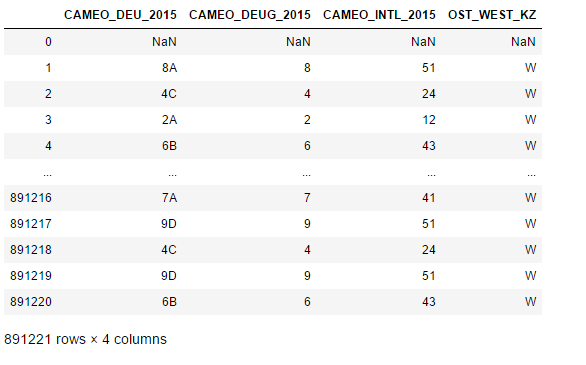 CAMEO_DEU_2015 CAMEO_DEUG_2015 CAMEO_INTL_2015 OST_WEST_KZ
0 NaN NaN NaN NaN
1 8A 8 51 W
2 4C 4 24 W
3 2A 2 12 W
4 6B 6 43 W
... ... ... ... ...
891216 7A 7 41 W
891217 9D 9 51 W
891218 4C 4 24 W
891219 9D 9 51 W
891220 6B 6 43 W
891221 rows × 4 columns